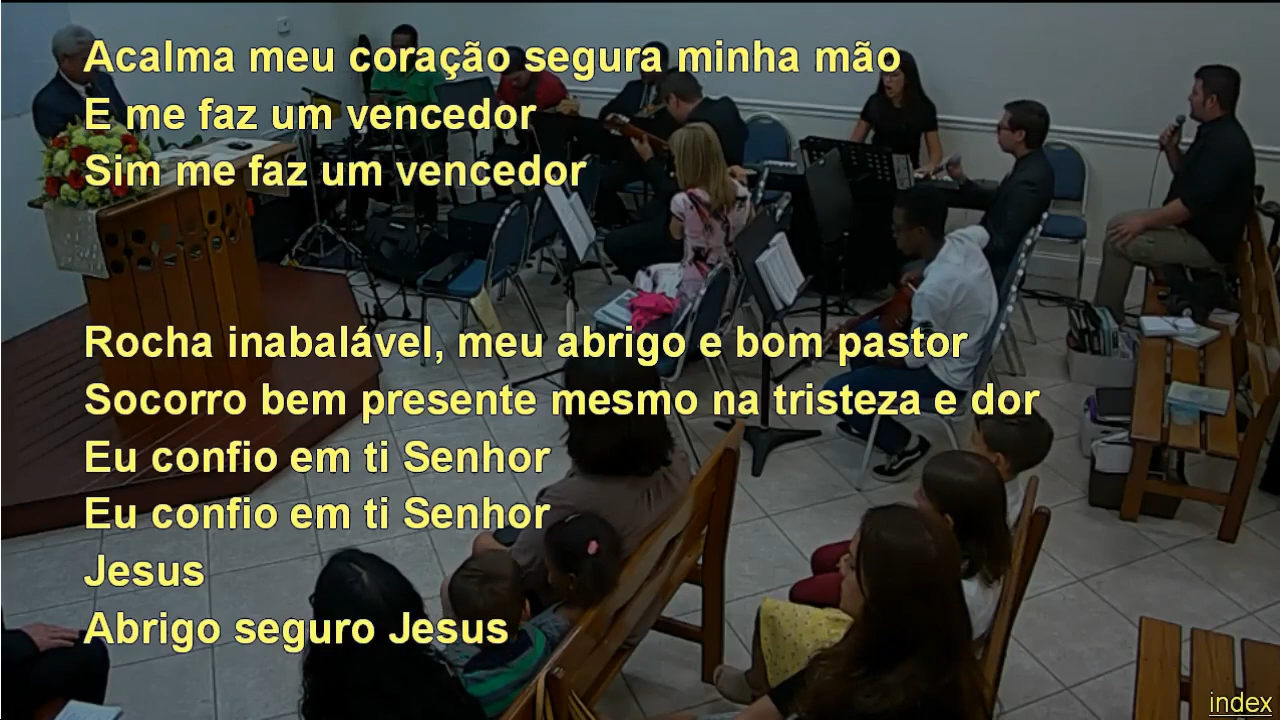 Acalma meu coração segura minha mão
E me faz um vencedor
Sim me faz um vencedor
Rocha inabalável, meu abrigo e bom pastor
Socorro bem presente mesmo na tristeza e dor
Eu confio em ti Senhor
Eu confio em ti Senhor
Jesus
Abrigo seguro Jesus
index